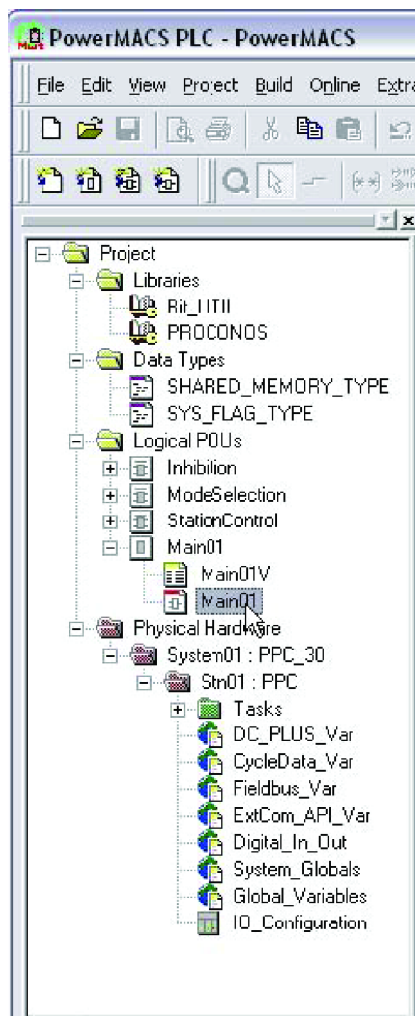 PowerMACS PLC - PowerMACS
File Edit View Project Build Online Extra
Project
Libraries
Bit_UTIL
PROCONOS
Data Types
SHARED_MEMORY_TYPE
SYS_FLAG_TYPE
Logical POUs
Inhibition
ModeSelection
StationControl
Main01
Main01V
Main01
Physical Hardware
System01 : PPC_30
Stn01 : PPC
Tasks
DC_PLUS_Var
CycleData_Var
Fieldbus_Var
ExtCom_API_Var
Digital_In_Out
System_Globals
Global_Variables
IO_Configuration